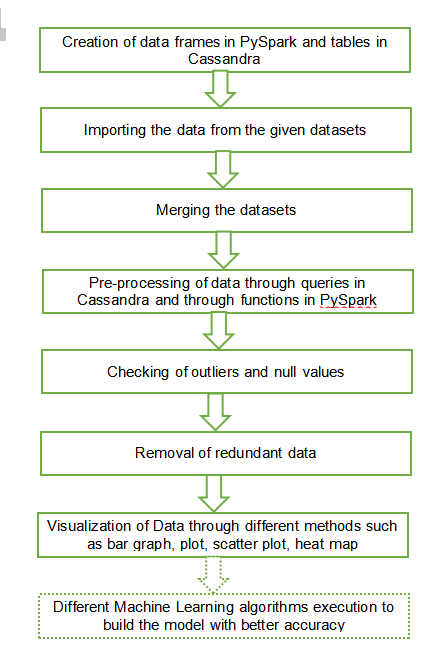 Creation of data frames in PySpark and tables in
Cassandra
Importing the data from the given datasets
Merging the datasets
Pre-processing of data through queries in
Cassandra and through functions in PySpark
Checking of outliers and null values
Removal of redundant data
Visualization of Data through different methods such
as bar graph, plot, scatter plot, heat map
Different Machine Learning algorithms execution to
build the model with better accuracy